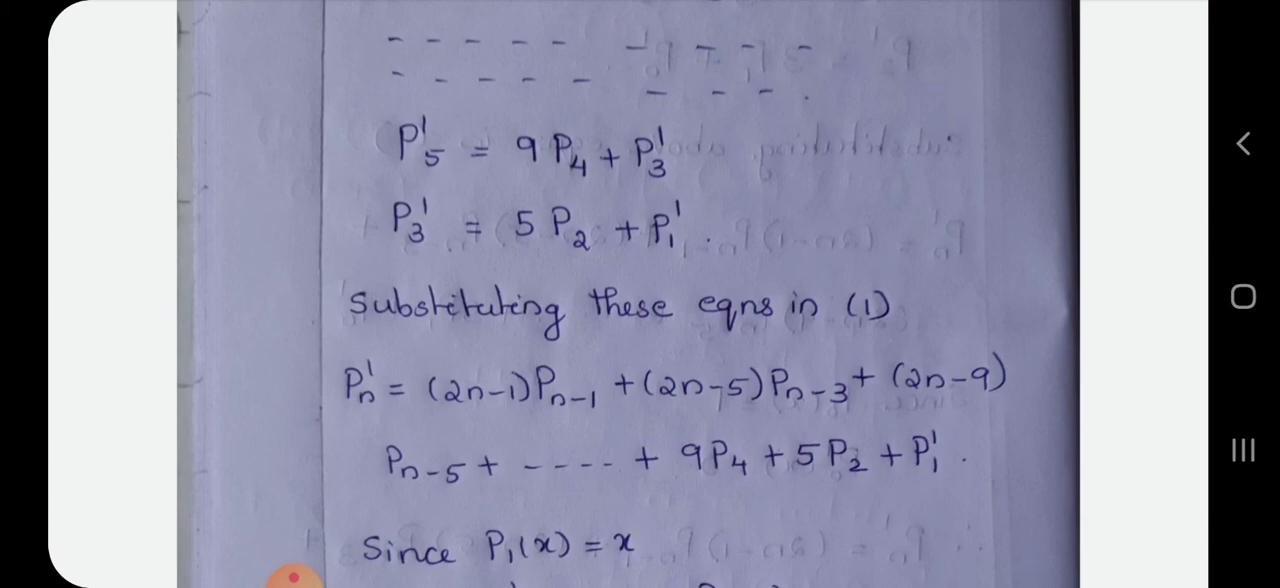 - - - - - - - - - -
- - - - - - - - .
P'₅ = 9 P₄ + P'₃
P'₃ = 5 P₂ + P'₁ .
Substituting these eqns in (1)
P'ₙ = (2n-1)Pₙ₋₁ + (2n-5)Pₙ₋₃ + (2n-9)
Pₙ₋₅ + ---- + 9P₄ + 5P₂ + P'₁ .
Since P₁(x) = x